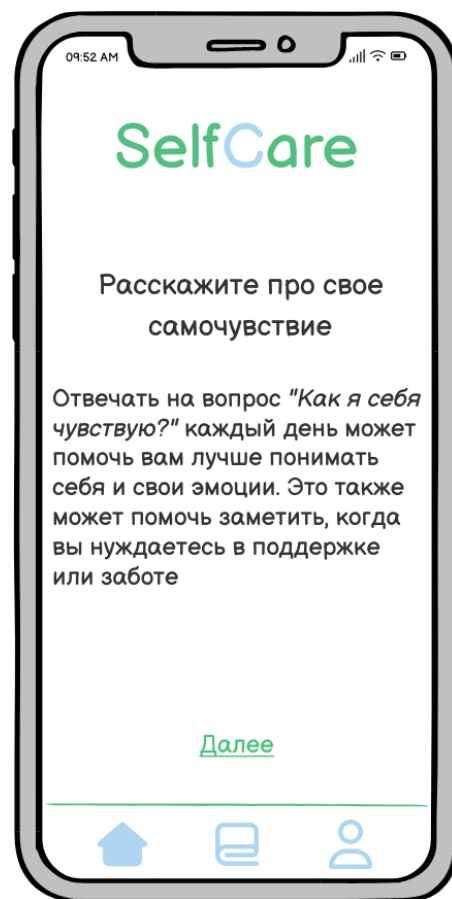 09:52 AM
SelfCare
Расскажите про свое
самочувствие
Отвечать на вопрос "Как я себя
чувствую?" каждый день может
помочь вам лучше понимать
себя и свои эмоции. Это также
может помочь заметить, когда
вы нуждаетесь в поддержке
или заботе
Далее